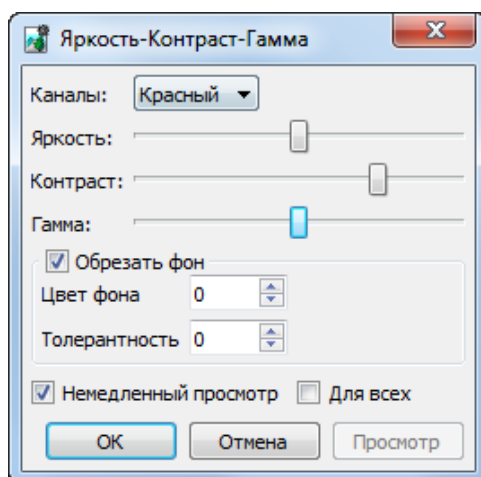 Яркость-Контраст-Гамма
Каналы: Красный
Яркость:
Контраст:
Гамма:
Обрезать фон
Цвет фона 0
Толерантность 0
Немедленный просмотр Для всех
OK Отмена Просмотр